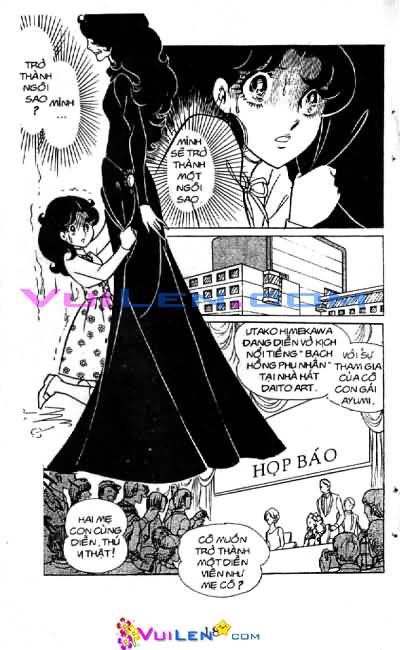 TRỞ
THÀNH
NGÔI
SAO
?
MÌNH
...
MÌNH
SẼ TRỞ
THÀNH
MỘT
NGÔI
SAO
VUILEN.COM
UTAKO HIMEKAWA
ĐANG DIỄN VỞ KỊCH
NỔI TIẾNG "BẠCH
HỒNG PHU NHÂN"
TẠI NHÀ HÁT
DAITO ART.
VỚI SỰ
THAM GIA
CỦA CÔ
CON GÁI
AYUMI.
HỌP BÁO
HAI MẸ
CON CÙNG
DIỄN, THÚ
VỊ THẬT!
CÔ MUỐN
TRỞ THÀNH
MỘT DIỄN
VIÊN NHƯ
MẸ CÔ?
VUILEN.COM